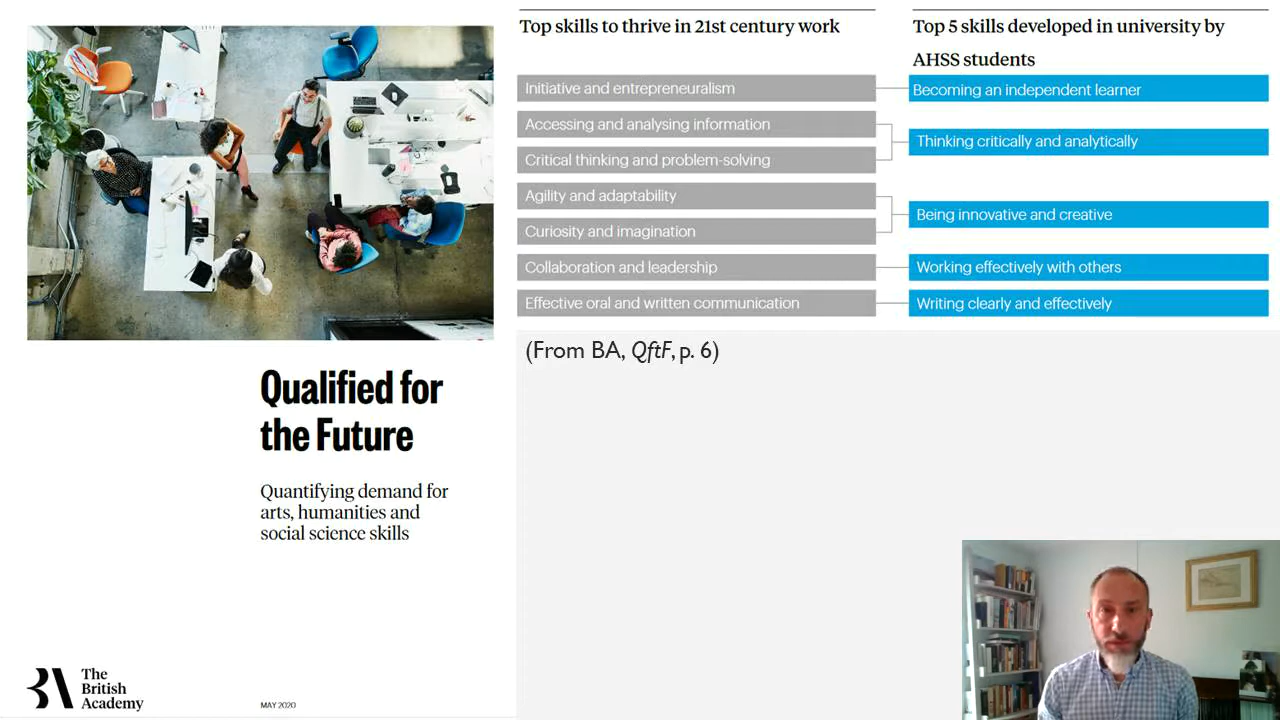 Qualified for
the Future
Quantifying demand for
arts, humanities and
social science skills
The
British
Academy
MAY 2020
Top skills to thrive in 21st century work
Initiative and entrepreneuralism
Accessing and analysing information
Critical thinking and problem-solving
Agility and adaptability
Curiosity and imagination
Collaboration and leadership
Effective oral and written communication
Top 5 skills developed in university by
AHSS students
Becoming an independent learner
Thinking critically and analytically
Being innovative and creative
Working effectively with others
Writing clearly and effectively
(From BA, QftF, p. 6)